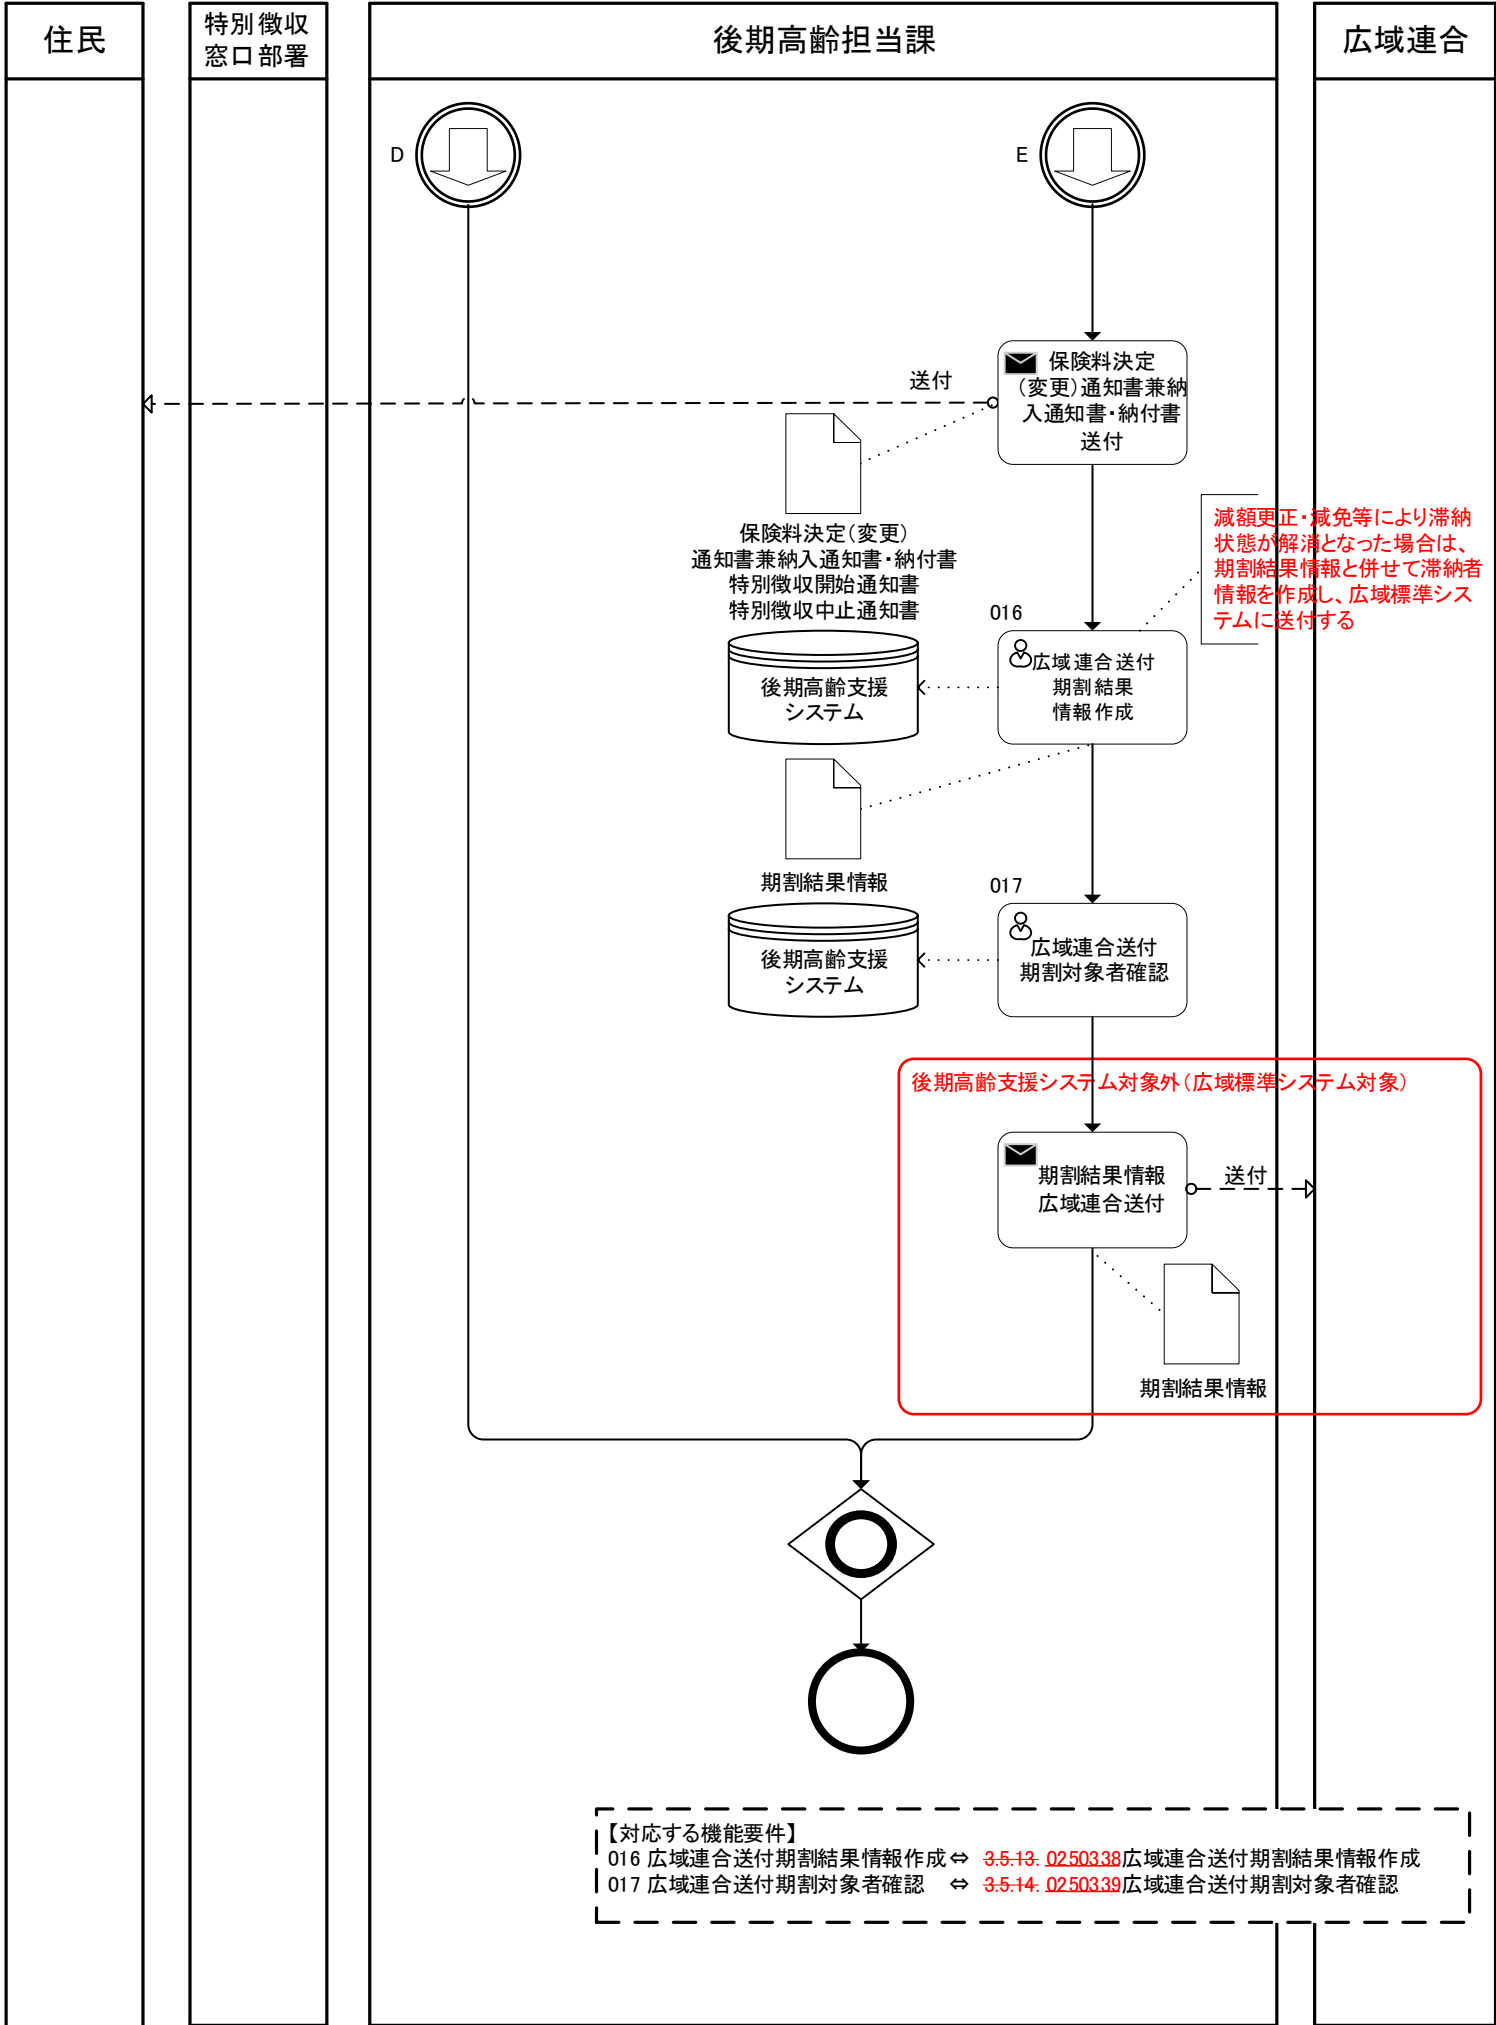 住民
特別徴収
窓口部署
後期高齢担当課
広域連合
D
E
保険料決定
（変更）通知書兼納
入通知書・納付書
送付
送付
保険料決定（変更）
通知書兼納入通知書・納付書
特別徴収開始通知書
特別徴収中止通知書
減額更正・減免等により滞納
状態が解消となった場合は、
期割結果情報と併せて滞納者
情報を作成し、広域標準シス
テムに送付する
016
広域連合送付
期割結果
情報作成
後期高齢支援
システム
期割結果情報
017
広域連合送付
期割対象者確認
後期高齢支援
システム
後期高齢支援システム対象外（広域標準システム対象）
期割結果情報
広域連合送付
送付
期割結果情報
【対応する機能要件】
016 広域連合送付期割結果情報作成⇔ 3.5.13. 0250338広域連合送付期割結果情報作成
017 広域連合送付期割対象者確認 ⇔ 3.5.14. 0250339広域連合送付期割対象者確認